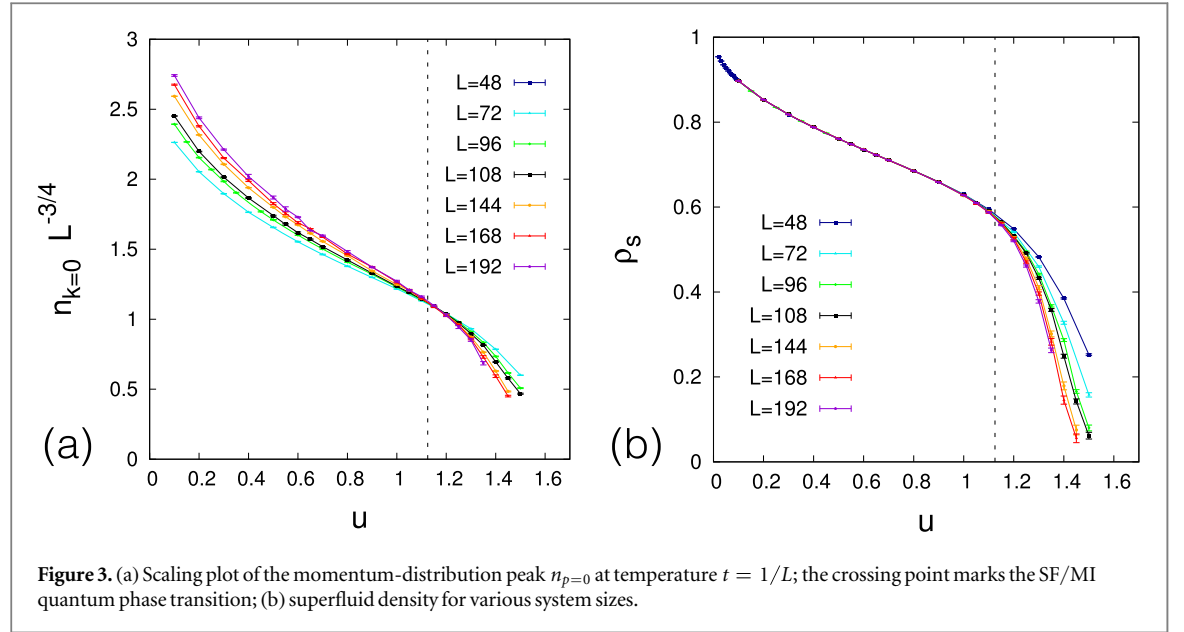 3
2.5
2
1.5
1
0.5
0
n_{k=0} L^{-3/4}
L=48
L=72
L=96
L=108
L=144
L=168
L=192
(a)
0 0.2 0.4 0.6 0.8 1 1.2 1.4 1.6
u
1
0.8
0.6
0.4
0.2
0
ρ_s
L=48
L=72
L=96
L=108
L=144
L=168
L=192
(b)
0 0.2 0.4 0.6 0.8 1 1.2 1.4 1.6
u
Figure 3. (a) Scaling plot of the momentum-distribution peak n_{p=0} at temperature t = 1/L; the crossing point marks the SF/MI
quantum phase transition; (b) superfluid density for various system sizes.